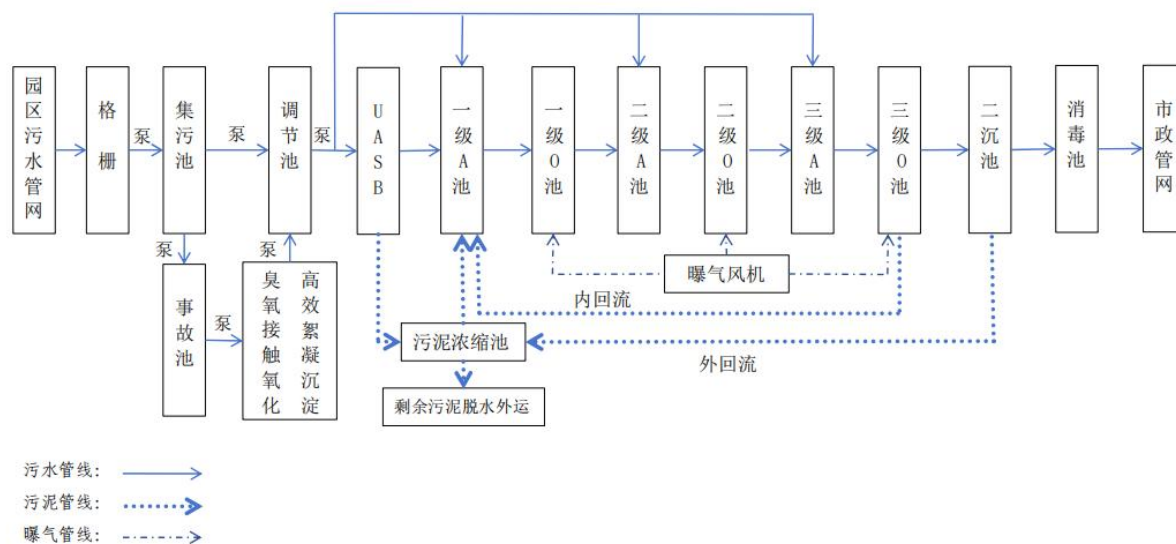 园区污水管网
格栅
泵
集污池
泵
调节池
泵
UASB
一级A池
一级O池
二级A池
二级O池
三级A池
三级O池
二沉池
消毒池
市政管网
泵
泵
事故池
泵
高效絮凝沉淀
臭氧接触氧化
曝气风机
内回流
污泥浓缩池
外回流
剩余污泥脱水外运
污水管线：
污泥管线：
曝气管线：